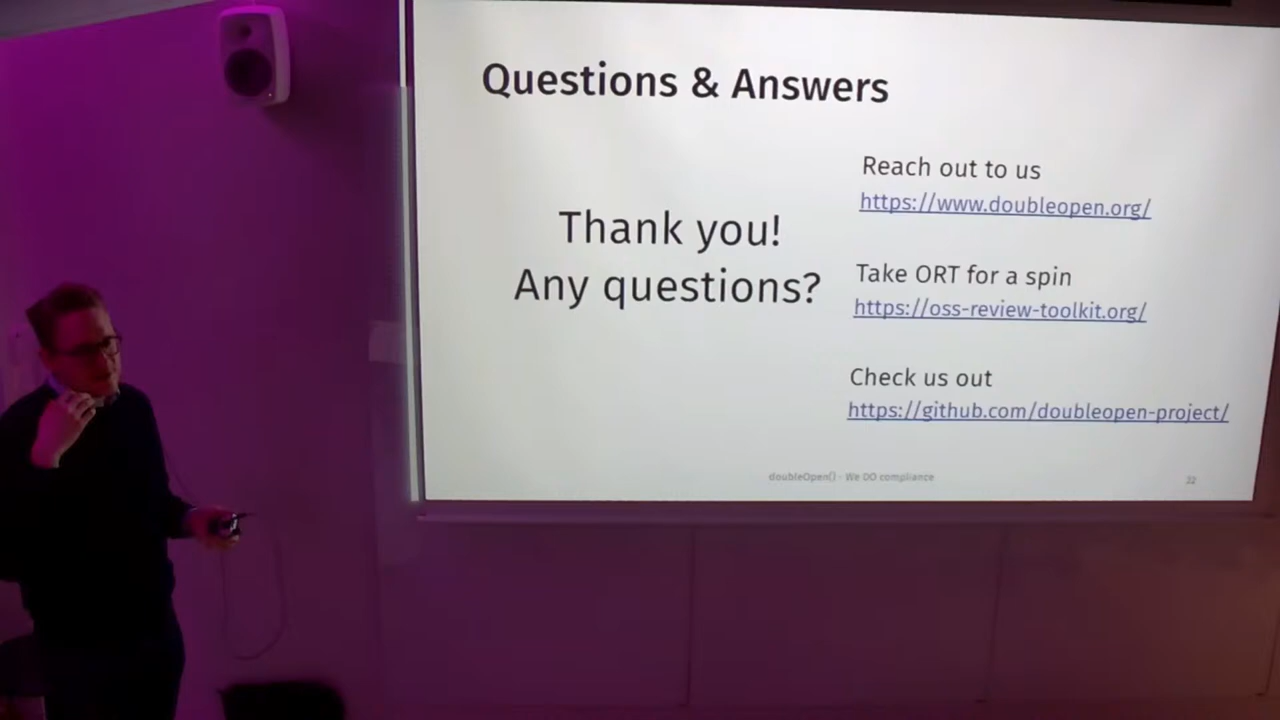 Questions & Answers
Thank you!
Any questions?
Reach out to us
https://www.doubleopen.org/
Take ORT for a spin
https://oss-review-toolkit.org/
Check us out
https://github.com/doubleopen-project/
doubleOpen() - We DO compliance
32